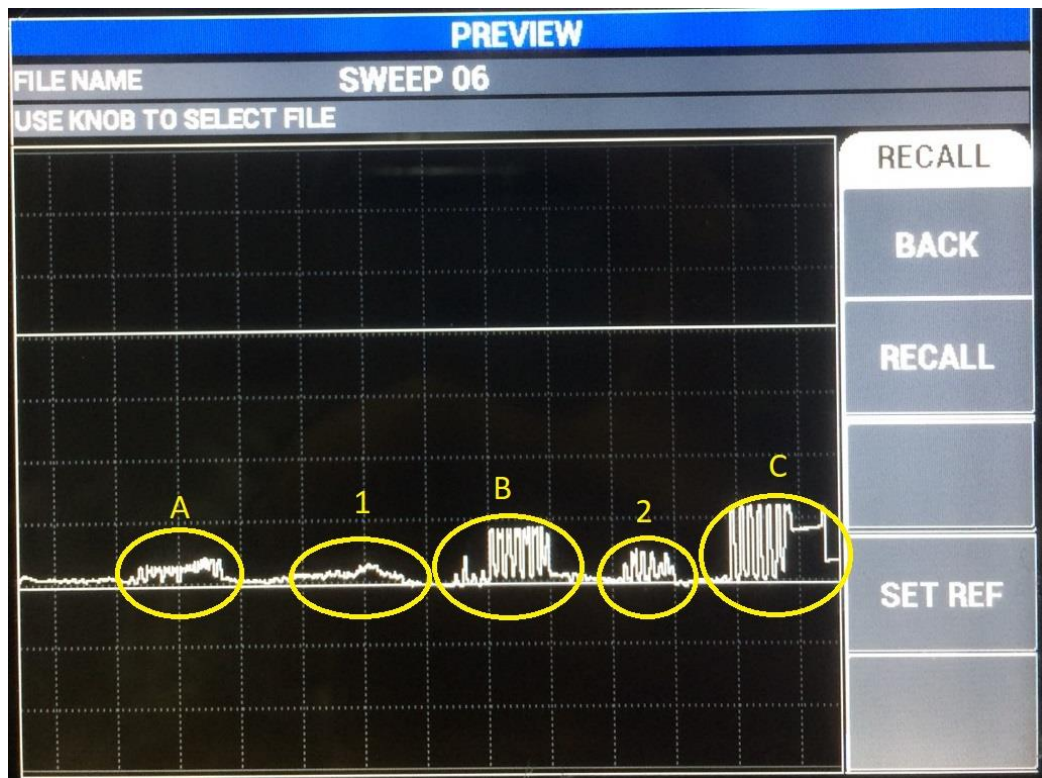 PREVIEW
FILE NAME SWEEP 06
USE KNOB TO SELECT FILE
RECALL
BACK
RECALL
C
B
2
1
A
SET REF